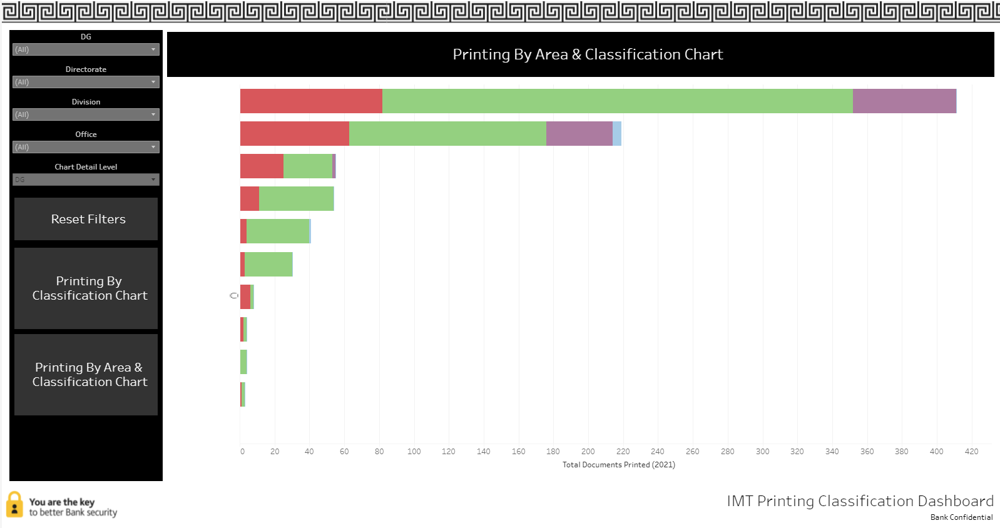 DG
(All)
Directorate
(All)
Division
(All)
Office
(All)
Chart Detail Level
DG
Reset Filters
Printing By
Classification Chart
Printing By Area &
Classification Chart
Printing By Area & Classification Chart
0 20 40 60 80 100 120 140 160 180 200 220 240 260 280 300 320 340 360 380 400 420
Total Documents Printed (2021)
You are the key
to better Bank security
IMT Printing Classification Dashboard
Bank Confidential